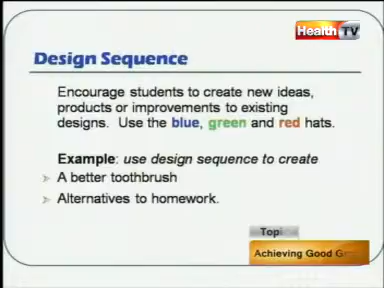 Health TV
Design Sequence
Encourage students to create new ideas,
products or improvements to existing
designs. Use the blue, green and red hats.
Example: use design sequence to create
A better toothbrush
Alternatives to homework.
Achieving Good